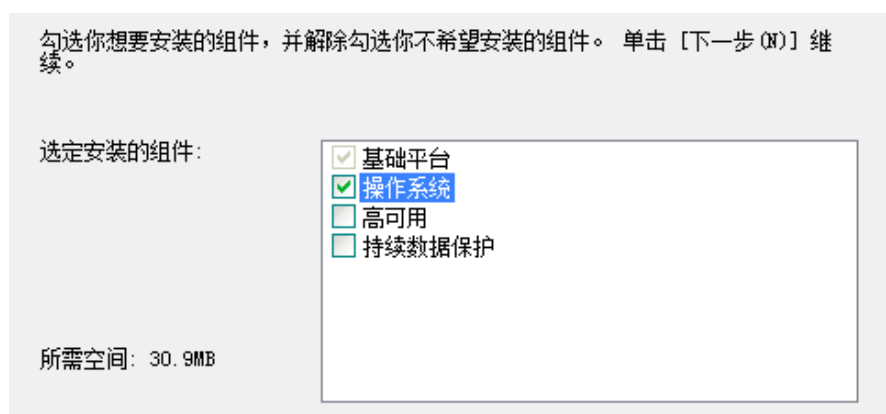 勾选你想要安装的组件，并解除勾选你不希望安装的组件。 单击 [下一步(N)] 继
续。
选定安装的组件:
基础平台
操作系统
高可用
持续数据保护
所需空间: 30.9MB